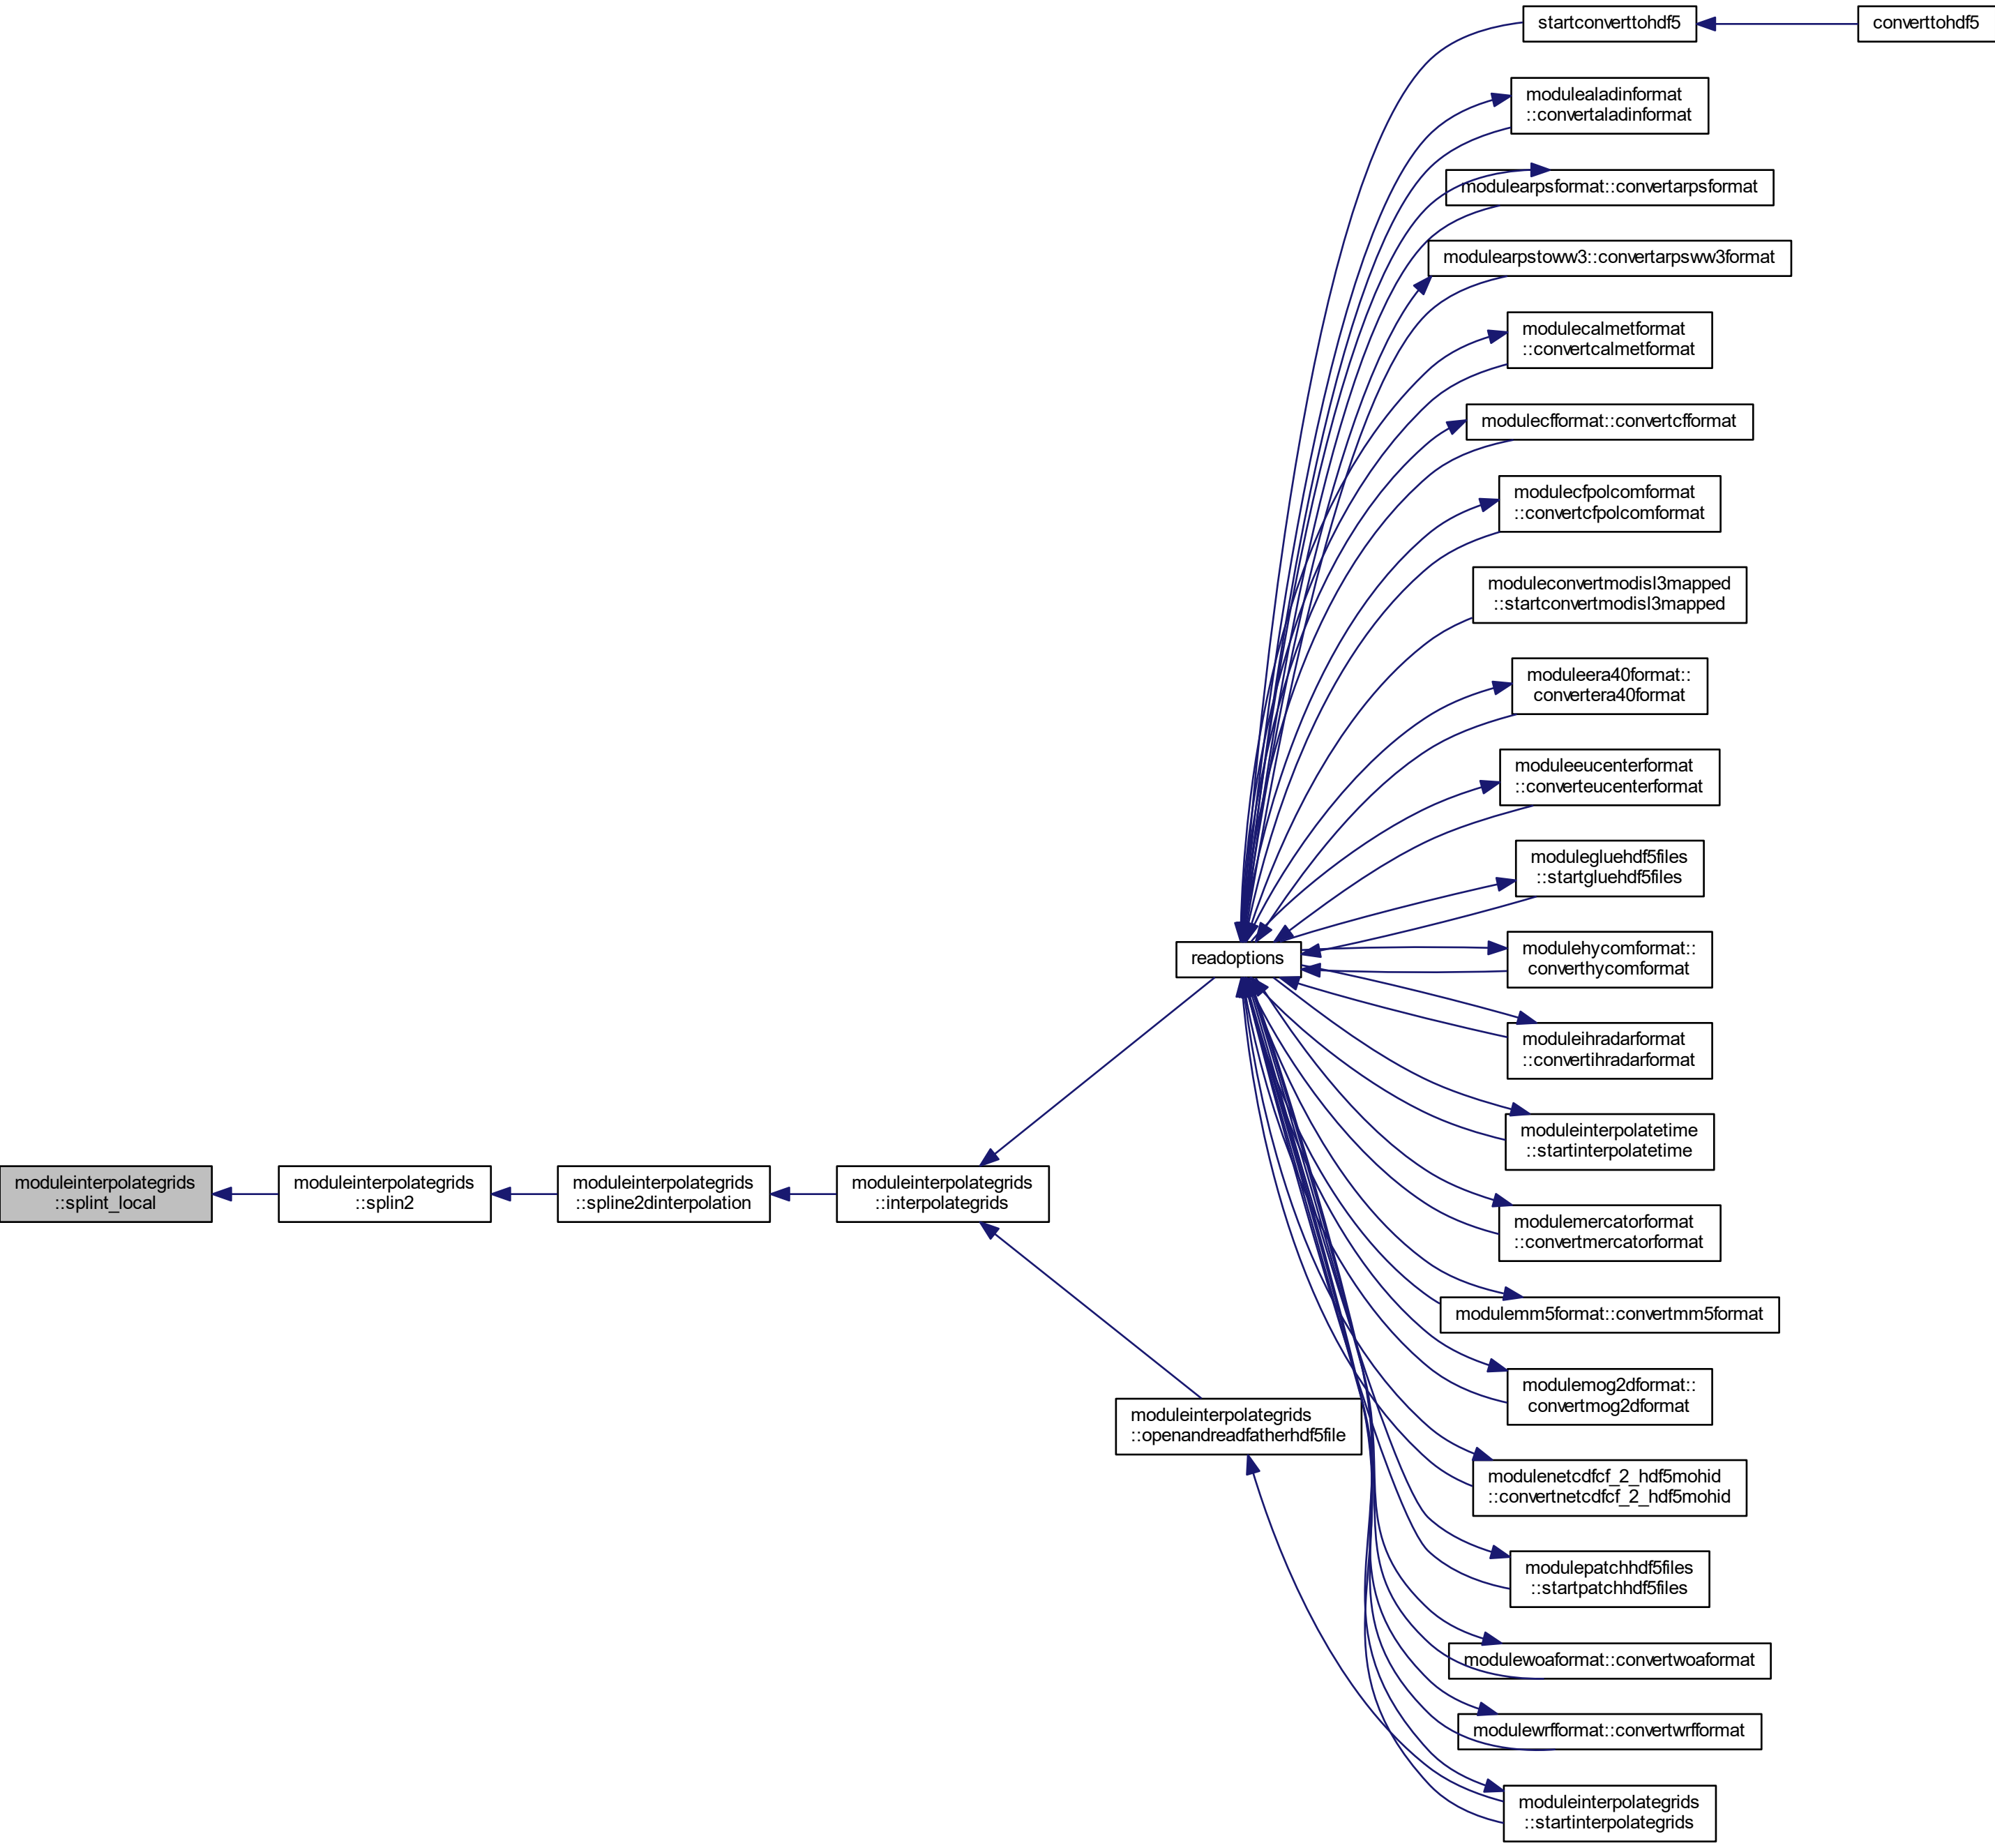 startconverttohdf5
converttohdf5
modulealadinformat
::convertaladinformat
modulearpsformat::convertarpsformat
modulearpstoww3::convertarpsww3format
modulecalmetformat
::convertcalmetformat
modulecfformat::convertcfformat
modulecfpolcomformat
::convertcfpolcomformat
moduleconvertmodisl3mapped
::startconvertmodisl3mapped
moduleera40format::
convertera40format
moduleeucenterformat
::converteucenterformat
modulegluehdf5files
::startgluehdf5files
readoptions
modulehycomformat::
converthycomformat
moduleihradarformat
::convertihradarformat
moduleinterpolatetime
::startinterpolatetime
moduleinterpolategrids
::splint_local
moduleinterpolategrids
::splin2
moduleinterpolategrids
::spline2dinterpolation
moduleinterpolategrids
::interpolategrids
modulemercatorformat
::convertmercatorformat
modulemm5format::convertmm5format
modulemog2dformat::
convertmog2dformat
moduleinterpolategrids
::openandreadfatherhdf5file
modulenetcdfcf_2_hdf5mohid
::convertnetcdfcf_2_hdf5mohid
modulepatchhdf5files
::startpatchhdf5files
modulewoaformat::convertwoaformat
modulewrfformat::convertwrfformat
moduleinterpolategrids
::startinterpolategrids